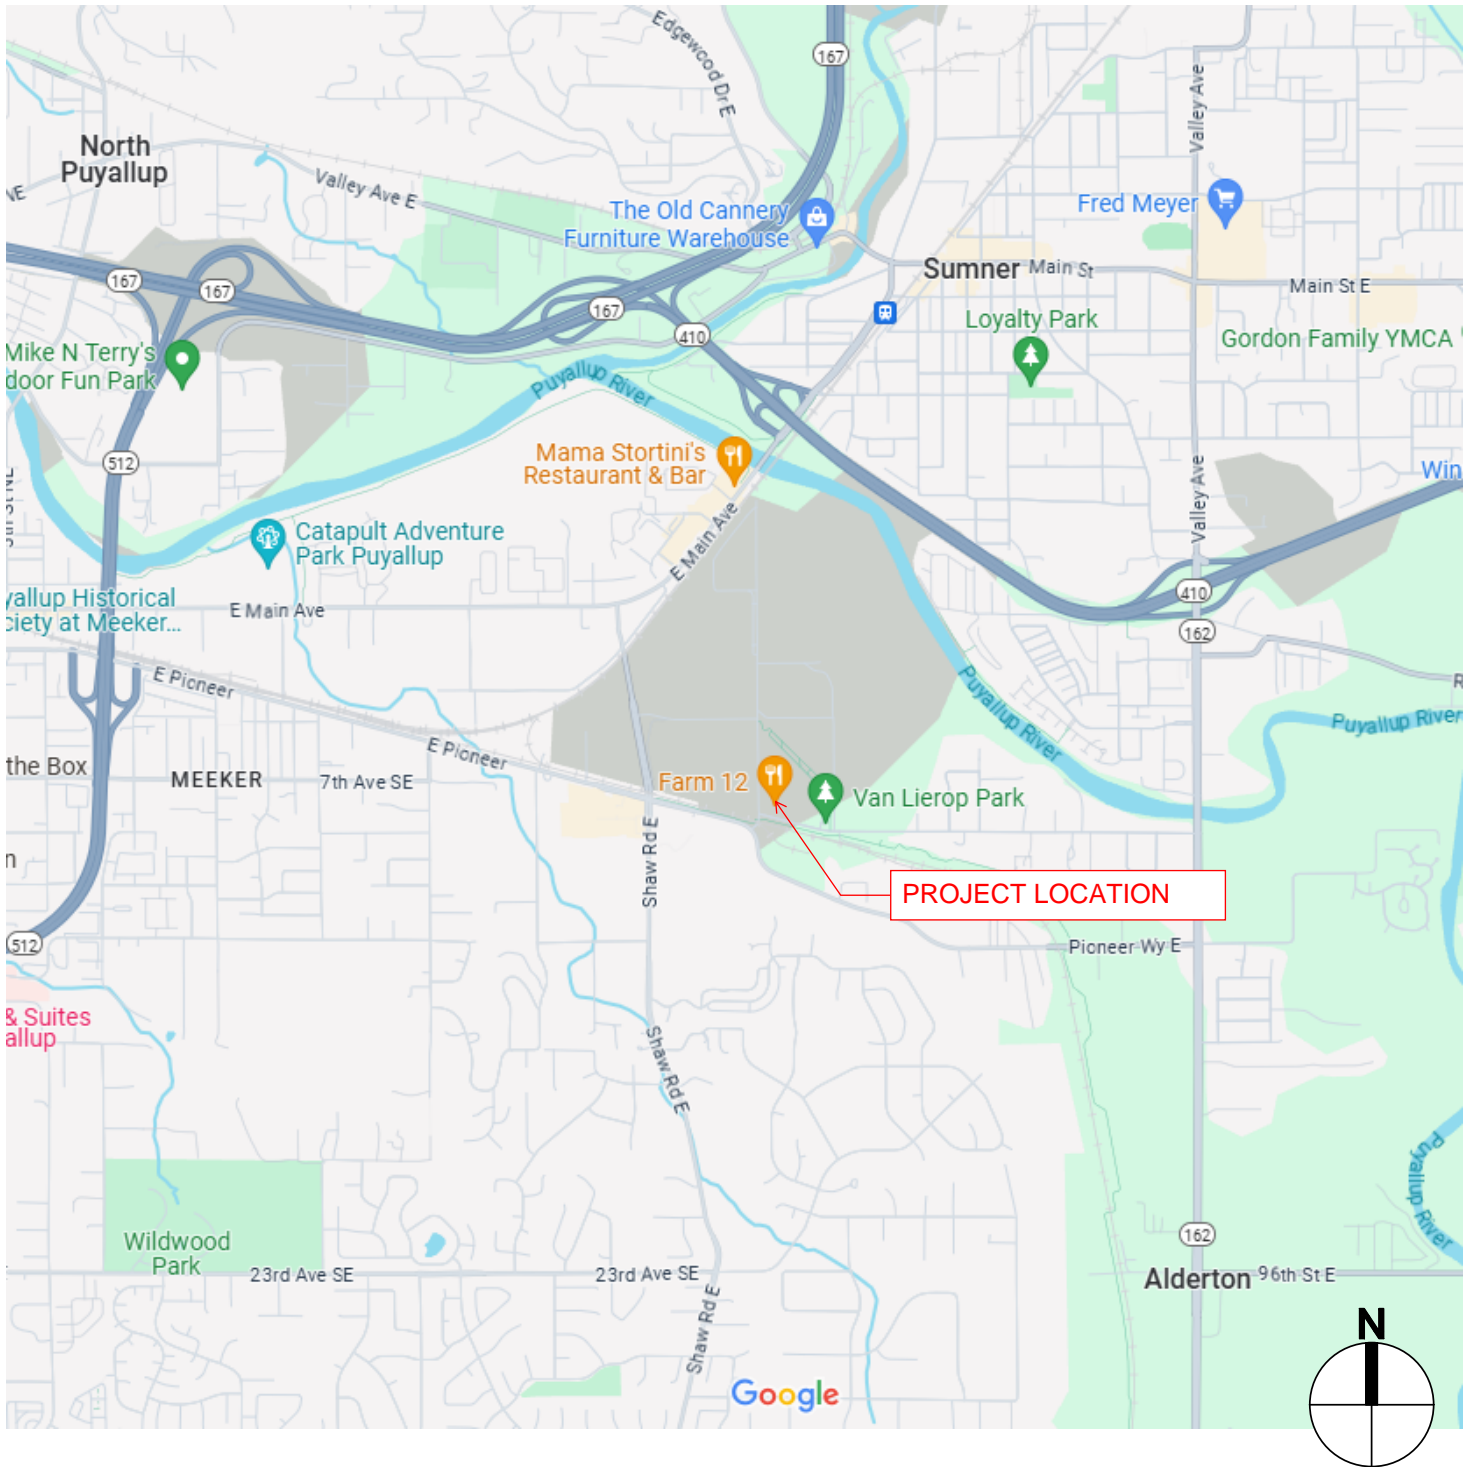 Edgewood Dr E
167
North
Puyallup
NE
Valley Ave E
The Old Cannery
Furniture Warehouse
Valley Ave
Fred Meyer
167
167
167
410
Sumner
Main St
Main St E
Loyalty Park
Gordon Family YMCA
Mike N Terry's
door Fun Park
Puyallup River
512
Mama Stortini's
Restaurant & Bar
Win
Valley Ave
Catapult Adventure
Park Puyallup
E Main Ave
yallup Historical
ciety at Meeker...
E Main Ave
410
162
E Pioneer
Puyallup River
R
Puyallup River
E Pioneer
the Box
MEEKER
7th Ave SE
Farm 12
Van Lierop Park
n
Shaw Rd E
PROJECT LOCATION
512
Pioneer Wy E
& Suites
allup
Shaw Rd E
Puyallup River
Wildwood
Park
23rd Ave SE
23rd Ave SE
162
Alderton
96th St E
Shaw Rd E
N
Google